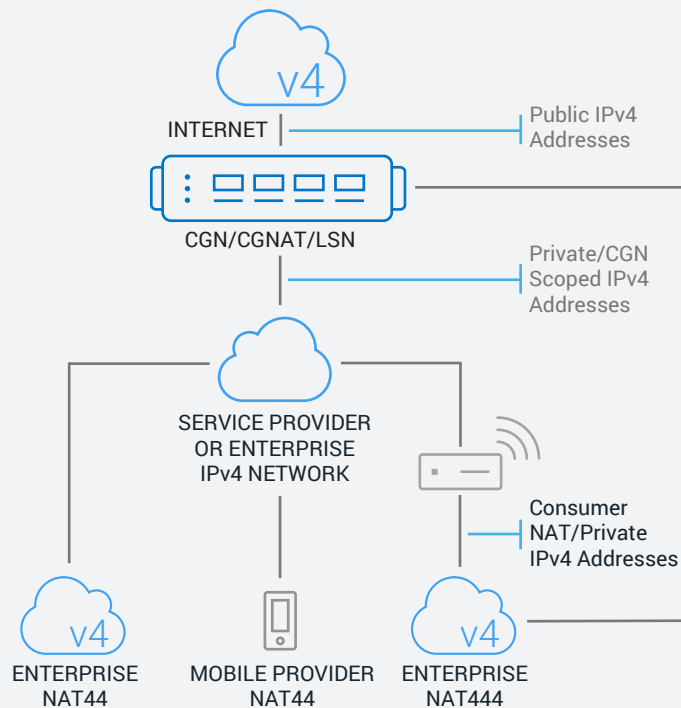 v4
INTERNET
Public IPv4
Addresses
CGN/CGNAT/LSN
Private/CGN
Scoped IPv4
Addresses
SERVICE PROVIDER
OR ENTERPRISE
IPv4 NETWORK
Consumer
NAT/Private
IPv4 Addresses
v4
ENTERPRISE
NAT44
MOBILE PROVIDER
NAT44
v4
ENTERPRISE
NAT444